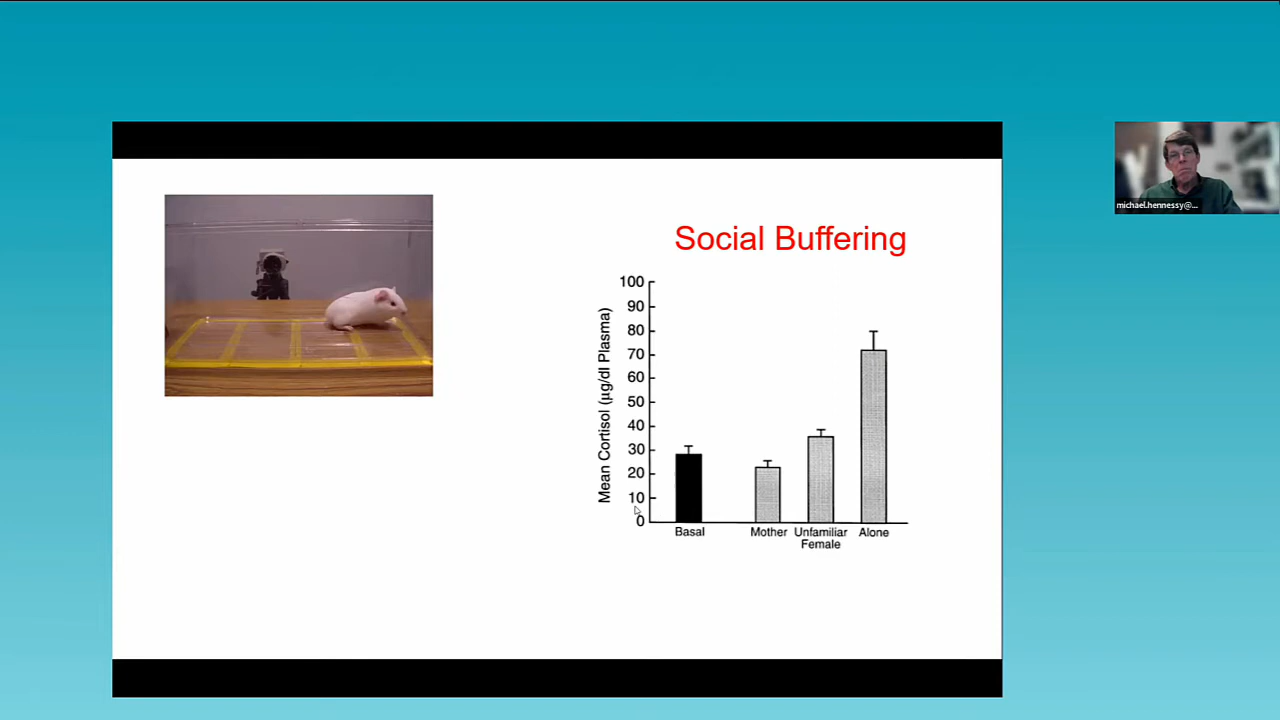 Social Buffering
Mean Cortisol (µg/dl Plasma)
100
90
80
70
60
50
40
30
20
10
0
Basal
Mother
Unfamiliar
Female
Alone
michael.hennessy@...